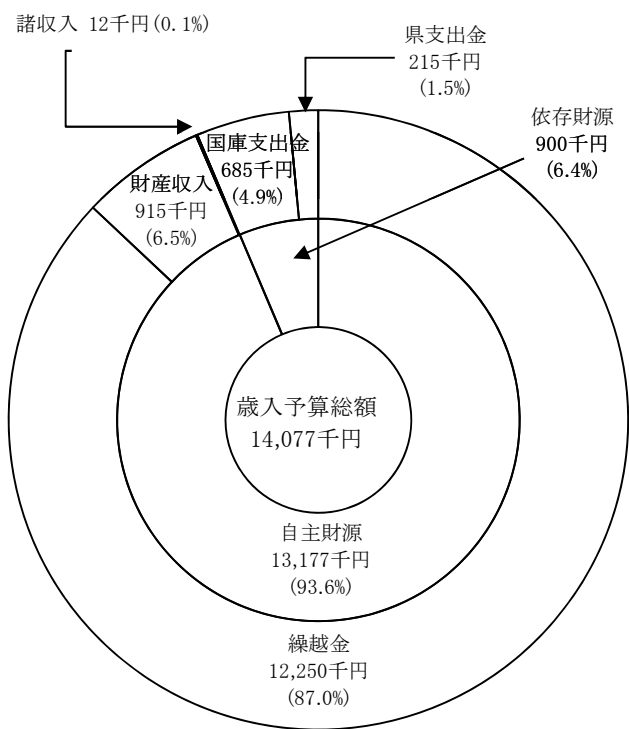 諸収入 12千円(0.1%)
県支出金
215千円
(1.5%)
依存財源
900千円
(6.4%)
国庫支出金
685千円
(4.9%)
財産収入
915千円
(6.5%)
歳入予算総額
14,077千円
自主財源
13,177千円
(93.6%)
繰越金
12,250千円
(87.0%)